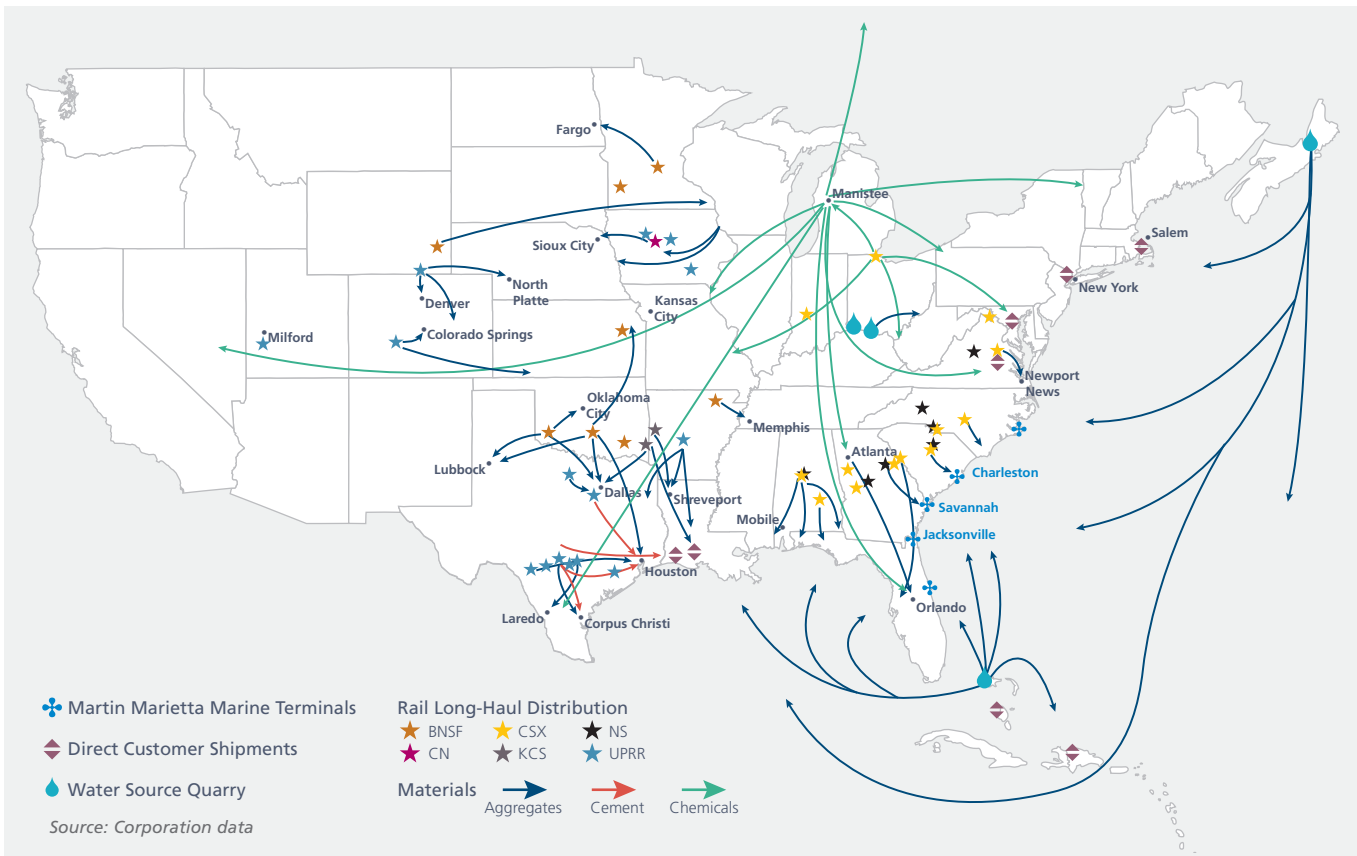 Fargo
Manistee
Salem
Sioux City
North
Platte
New York
Denver
Kansas
City
Milford
Colorado Springs
Newport
News
Oklahoma
City
Memphis
Lubbock
Atlanta
Charleston
Dallas
Shreveport
Savannah
Mobile
Jacksonville
Houston
Orlando
Laredo
Corpus Christi
Martin Marietta Marine Terminals
Direct Customer Shipments
Water Source Quarry
Source: Corporation data
Rail Long-Haul Distribution
BNSF CSX NS
CN KCS UPRR
Materials
Aggregates Cement Chemicals